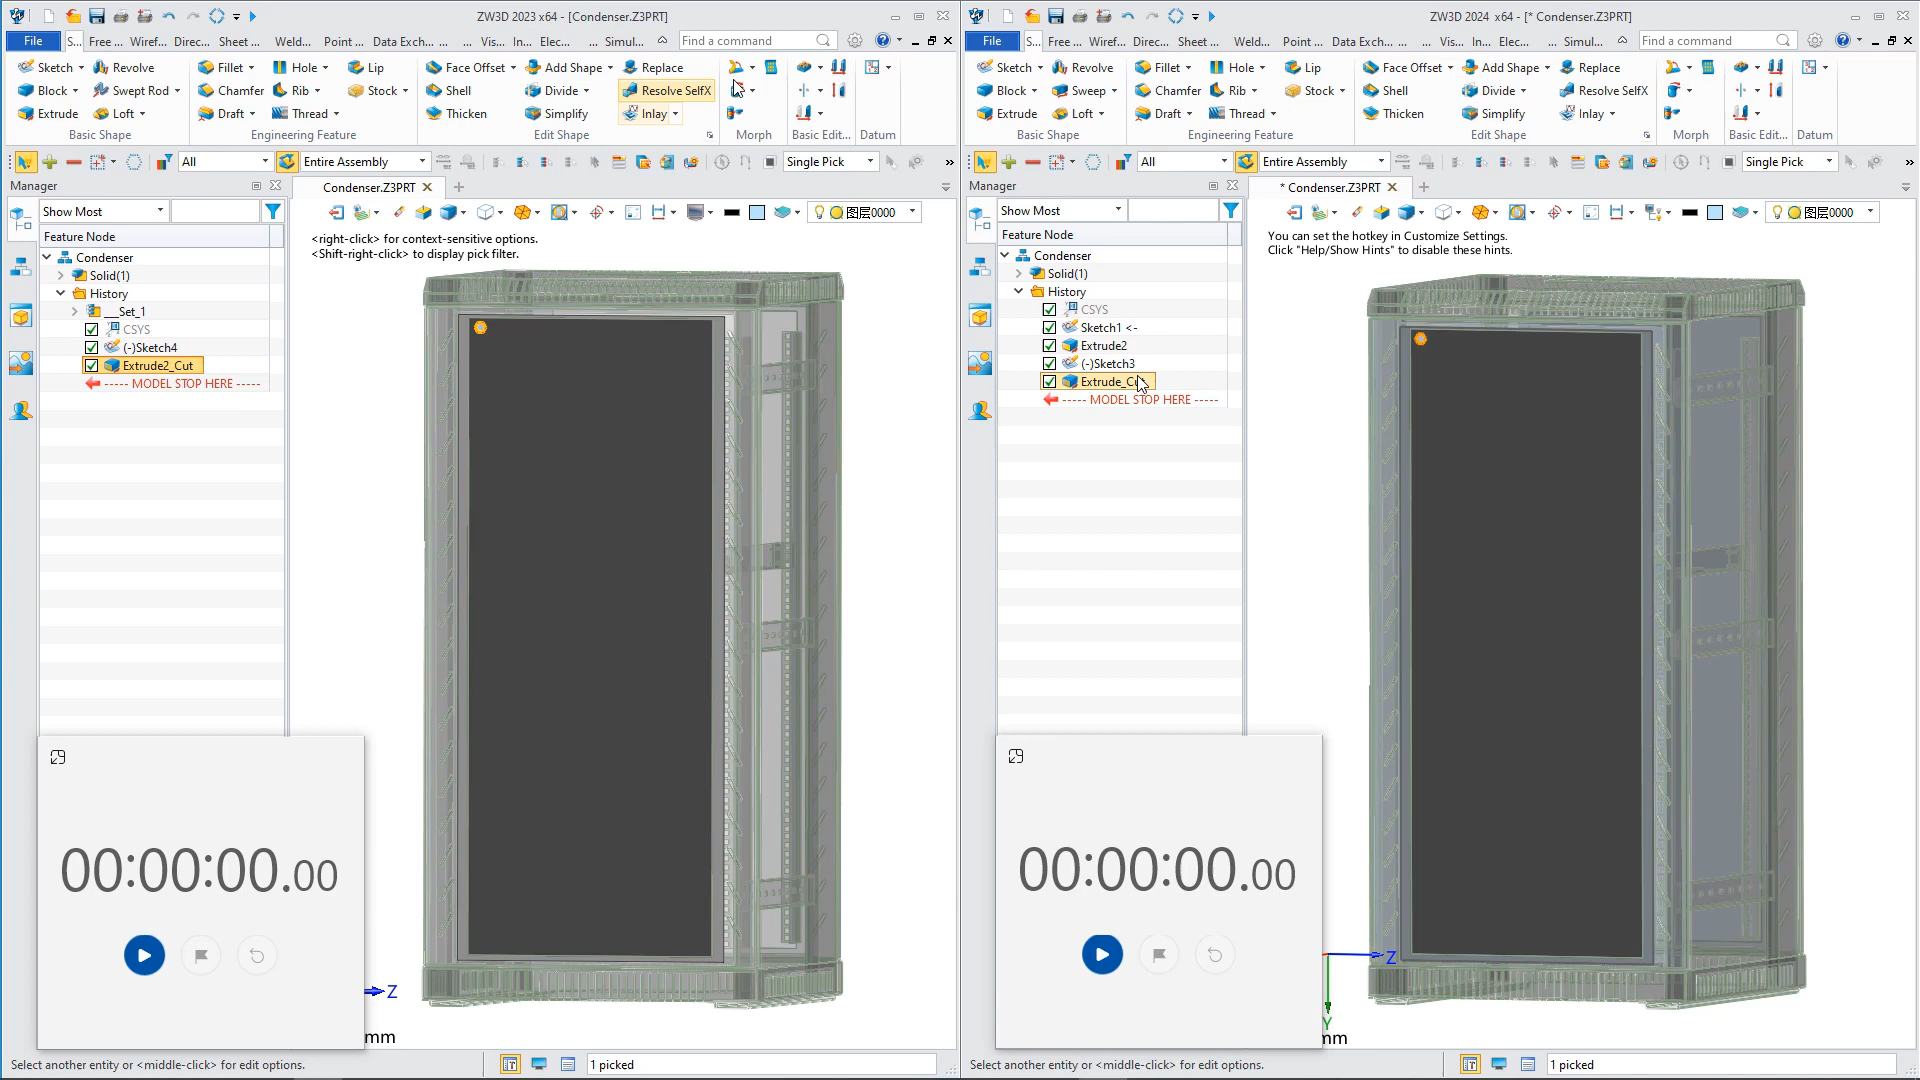 ZW3D 2023 x64 - [Condenser.Z3PRT]
File S... Free ... Wiref... Direc... Sheet ... Weld... Point ... Data Exch... ... Vis... In... Elec... ... Simul... Find a command
Sketch Revolve Fillet Hole Lip Face Offset Add Shape Replace
Block Swept Rod Chamfer Rib Stock Shell Divide Resolve SelfX
Extrude Loft Draft Thread Thicken Simplify Inlay
Basic Shape Engineering Feature Edit Shape Morph Basic Edit... Datum
All Entire Assembly Single Pick
Manager
Condenser.Z3PRT
Show Most
图层0000
Feature Node
<right-click> for context-sensitive options.
<Shift-right-click> to display pick filter.
Condenser
Solid(1)
History
__Set_1
CSYS
(-)Sketch4
Extrude2_Cut
----- MODEL STOP HERE -----
00:00:00.00
Z
mm
Select another entity or <middle-click> for edit options.
1 picked
ZW3D 2024 x64 - [* Condenser.Z3PRT]
File S... Free ... Wiref... Direc... Sheet ... Weld... Point ... Data Exch... ... Vis... In... Elec... ... Simul... Find a command
Sketch Revolve Fillet Hole Lip Face Offset Add Shape Replace
Block Sweep Chamfer Rib Stock Shell Divide Resolve SelfX
Extrude Loft Draft Thread Thicken Simplify Inlay
Basic Shape Engineering Feature Edit Shape Morph Basic Edit... Datum
All Entire Assembly Single Pick
Manager
* Condenser.Z3PRT
Show Most
图层0000
Feature Node
You can set the hotkey in Customize Settings.
Click "Help/Show Hints" to disable these hints.
Condenser
Solid(1)
History
CSYS
Sketch1 <-
Extrude2
(-)Sketch3
Extrude_Cut
----- MODEL STOP HERE -----
00:00:00.00
Z
Y
mm
Select another entity or <middle-click> for edit options.
1 picked